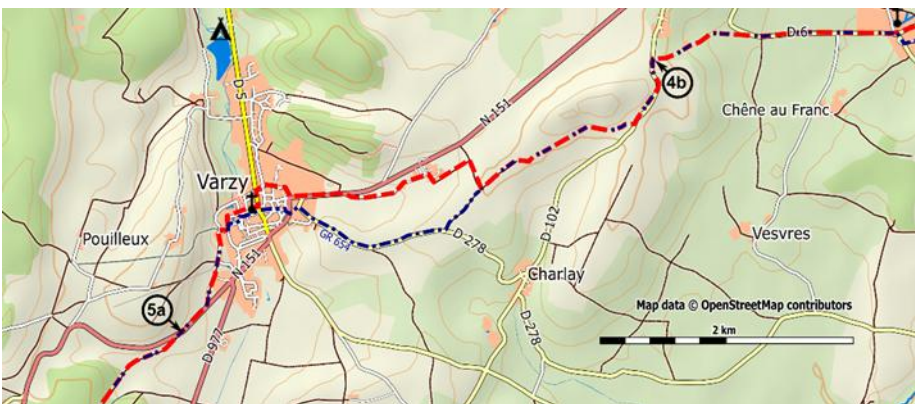 D 6
4b
D 5
N 151
Chêne au Franc
Varzy
GR 654
D 102
Pouilleux
D 278
Vesvres
N 151
Charlay
Map data © OpenStreetMap contributors
5a
D 278
2 km
D 977